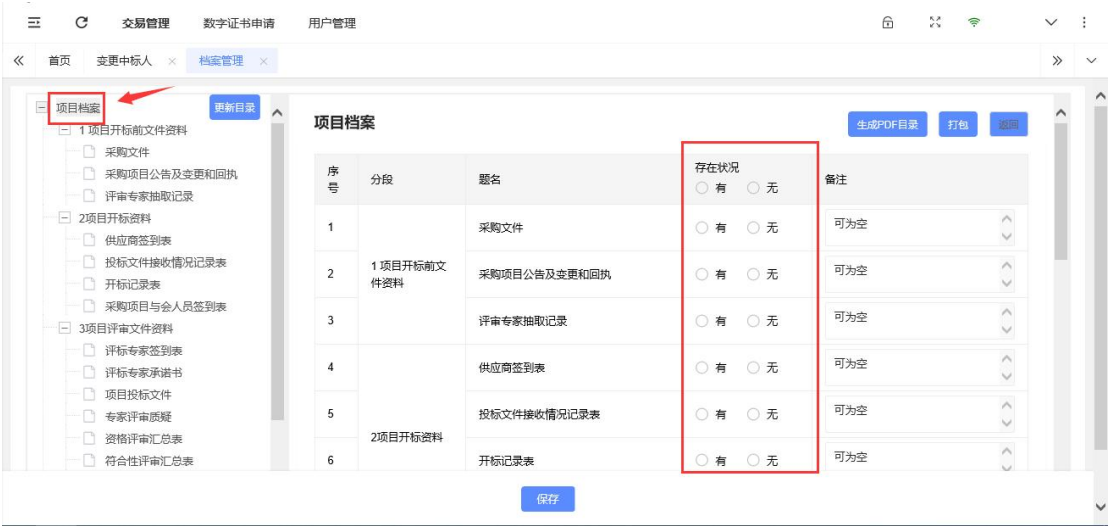 交易管理 数字证书申请 用户管理
首页 变更中标人 × 档案管理 ×
项目档案 更新目录
1 项目开标前文件资料
采购文件
采购项目公告及变更和回执
评审专家抽取记录
2项目开标资料
供应商签到表
投标文件接收情况记录表
开标记录表
采购项目与会人员签到表
3项目评审文件资料
评标专家签到表
评标专家承诺书
项目投标文件
专家评审质疑
资格评审汇总表
符合性评审汇总表
项目档案 生成PDF目录 打包 返回
序号 分段 题名 存在状况 有 无 备注
1 采购文件 有 无 可为空
1 项目开标前文件资料
2 采购项目公告及变更和回执 有 无 可为空
3 评审专家抽取记录 有 无 可为空
4 供应商签到表 有 无 可为空
5 投标文件接收情况记录表 有 无 可为空
2项目开标资料
6 开标记录表 有 无 可为空
保存